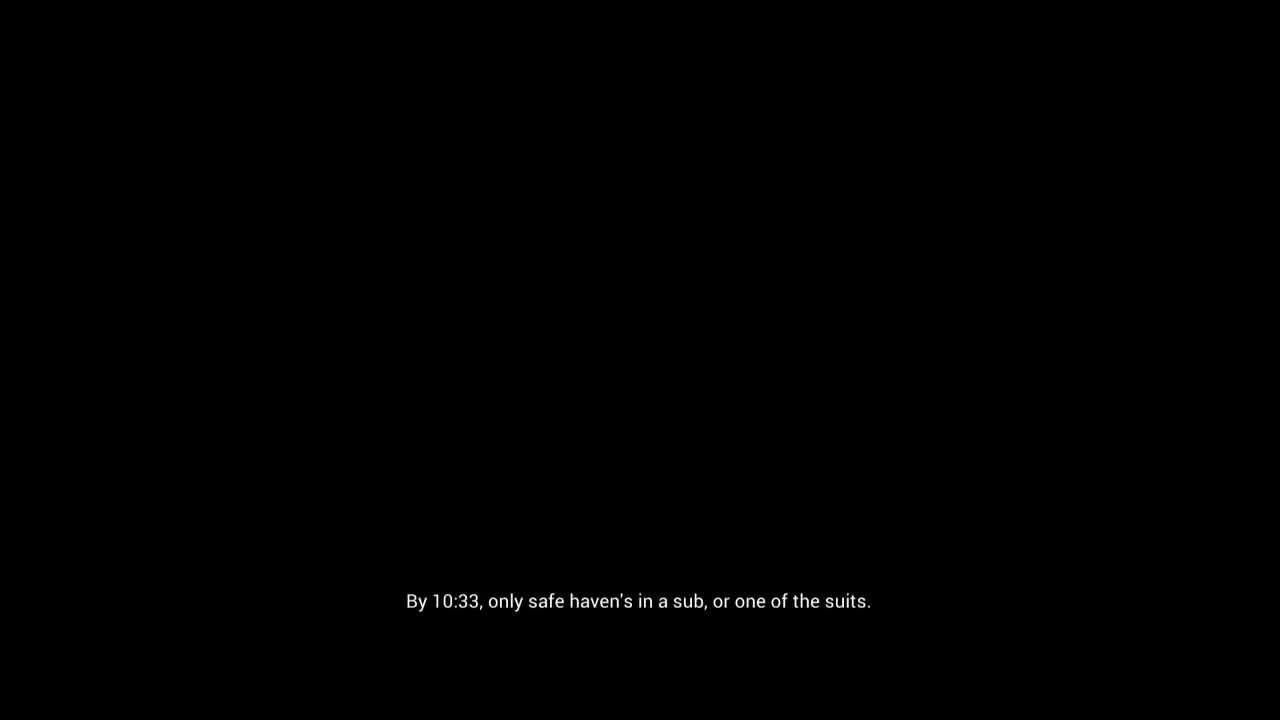 By 10:33, only safe haven's in a sub, or one of the suits.